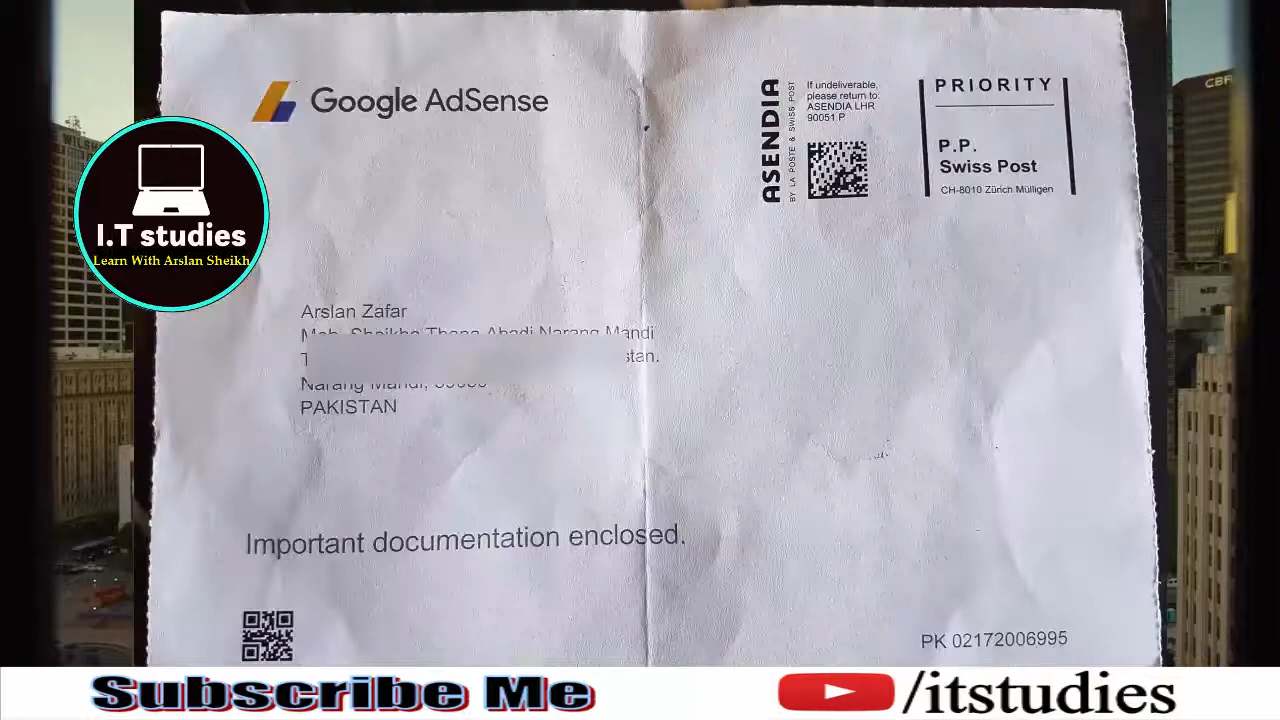 Google AdSense
ASENDIA
BY LA POSTE & SWISS POST
If undeliverable,
please return to:
ASENDIA LHR
90051 P
PRIORITY
P.P.
Swiss Post
CH-8010 Zürich Mülligen
I.T studies
Learn With Arslan Sheikh
Arslan Zafar
Narang Mandi
PAKISTAN
Important documentation enclosed.
PK 02172006995
Subscribe Me
/itstudies